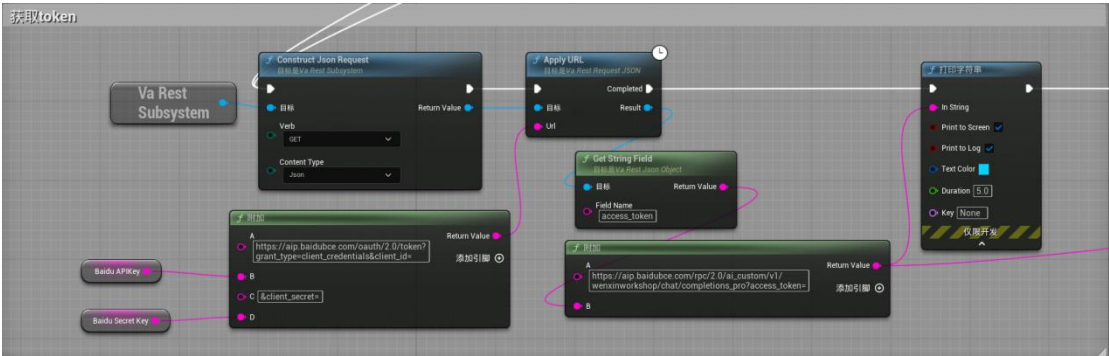 获取token
Va Rest
Subsystem
Construct Json Request
目标是Va Rest Subsystem
目标
Return Value
Verb
GET
Content Type
Json
Apply URL
目标是Va Rest Request JSON
Completed
目标
Result
Url
Get String Field
目标是Va Rest Json Object
目标
Return Value
Field Name
access_token
打印字符串
In String
Print to Screen
Print to Log
Text Color
Duration 5.0
Key None
仅限开发
附加
A
Return Value
https://aip.baidubce.com/oauth/2.0/token?
grant_type=client_credentials&client_id=
添加引脚
B
C &client_secret=
D
Baidu APIKey
Baidu Secret Key
附加
A
Return Value
https://aip.baidubce.com/rpc/2.0/ai_custom/v1/
wenxinworkshop/chat/completions_pro?access_token=
添加引脚
B